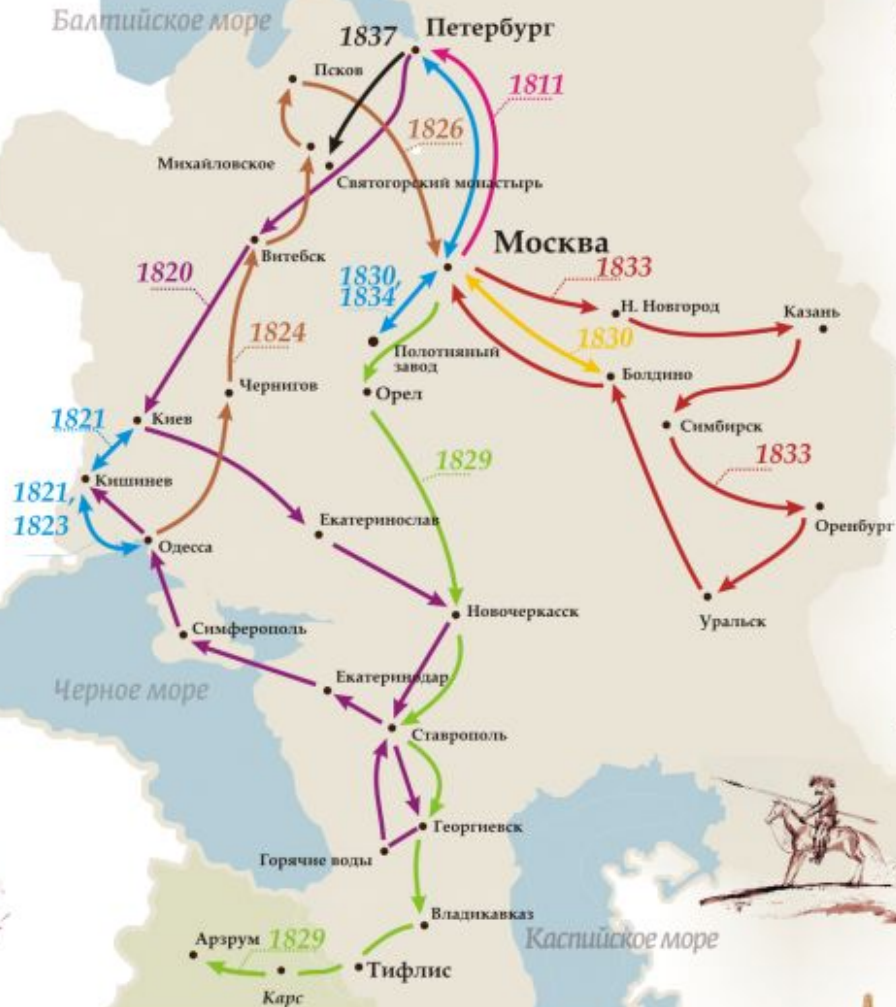 Балтийское море
Петербург
1837
Псков
1811
1826
Михайловское
Святогорский монастырь
Москва
Витебск
1820
1830,
1834
1833
Н. Новгород
Казань
1824
1830
Полотняный
завод
Болдино
Чернигов
Орел
1821
Киев
Симбирск
1829
1833
Кишинев
1821,
1823
Екатеринослав
Оренбург
Одесса
Новочеркасск
Уральск
Симферополь
Екатеринодар
Черное море
Ставрополь
Георгиевск
Горячие воды
Владикавказ
Арзрум
1829
Каспийское море
Тифлис
Карс